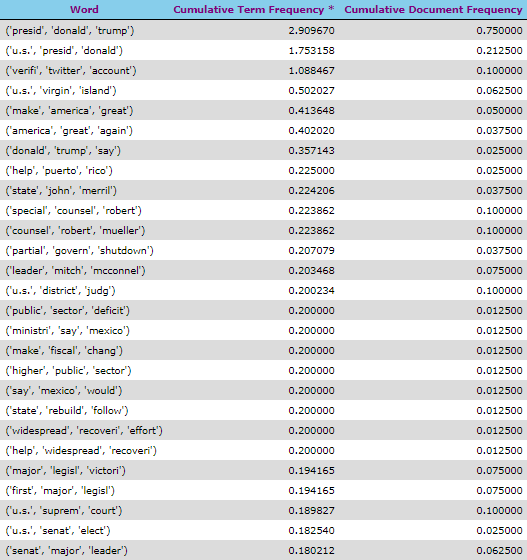 Word Cumulative Term Frequency * Cumulative Document Frequency
('presid', 'donald', 'trump') 2.909670 0.750000
('u.s.', 'presid', 'donald') 1.753158 0.212500
('verifi', 'twitter', 'account') 1.088467 0.100000
('u.s.', 'virgin', 'island') 0.502027 0.062500
('make', 'america', 'great') 0.413648 0.050000
('america', 'great', 'again') 0.402020 0.037500
('donald', 'trump', 'say') 0.357143 0.025000
('help', 'puerto', 'rico') 0.225000 0.025000
('state', 'john', 'merril') 0.224206 0.037500
('special', 'counsel', 'robert') 0.223862 0.100000
('counsel', 'robert', 'mueller') 0.223862 0.100000
('partial', 'govern', 'shutdown') 0.207079 0.037500
('leader', 'mitch', 'mcconnel') 0.203468 0.075000
('u.s.', 'district', 'judg') 0.200234 0.100000
('public', 'sector', 'deficit') 0.200000 0.012500
('ministri', 'say', 'mexico') 0.200000 0.012500
('make', 'fiscal', 'chang') 0.200000 0.012500
('higher', 'public', 'sector') 0.200000 0.012500
('say', 'mexico', 'would') 0.200000 0.012500
('state', 'rebuild', 'follow') 0.200000 0.012500
('widespread', 'recoveri', 'effort') 0.200000 0.012500
('help', 'widespread', 'recoveri') 0.200000 0.012500
('major', 'legisl', 'victori') 0.194165 0.075000
('first', 'major', 'legisl') 0.194165 0.075000
('u.s.', 'suprem', 'court') 0.189827 0.100000
('u.s.', 'senat', 'elect') 0.182540 0.025000
('senat', 'major', 'leader') 0.180212 0.062500